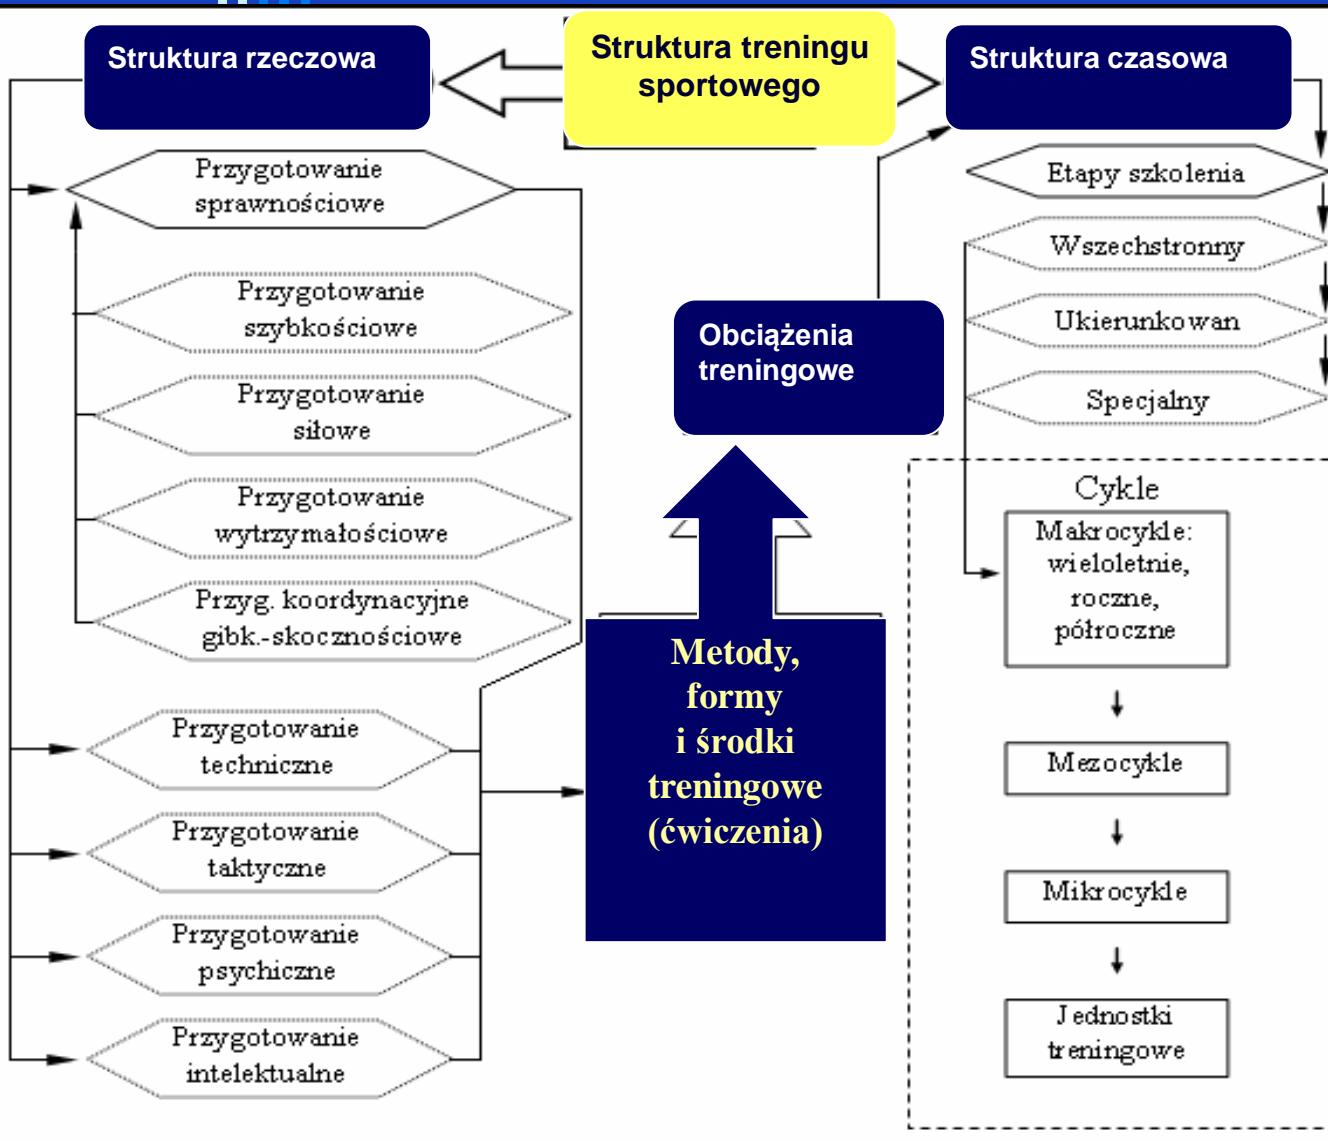 Struktura treningu
sportowego
Struktura rzeczowa
Struktura czasowa
Przygotowanie
sprawnościowe
Przygotowanie
szybkościowe
Przygotowanie
siłowe
Przygotowanie
wytrzymałościowe
Przyg. koordynacyjne
gibk.-skocznościowe
Przygotowanie
techniczne
Przygotowanie
taktyczne
Przygotowanie
psychiczne
Przygotowanie
intelektualne
Metody,
formy
i środki
treningowe
(ćwiczenia)
Obciążenia
treningowe
Etapy szkolenia
Wszechstronny
Ukierunkowan
Specjalny
Cykle
Makrocykle:
wieloletnie,
roczne,
półroczne
Mezocykle
Mikrocykle
Jednostki
treningowe